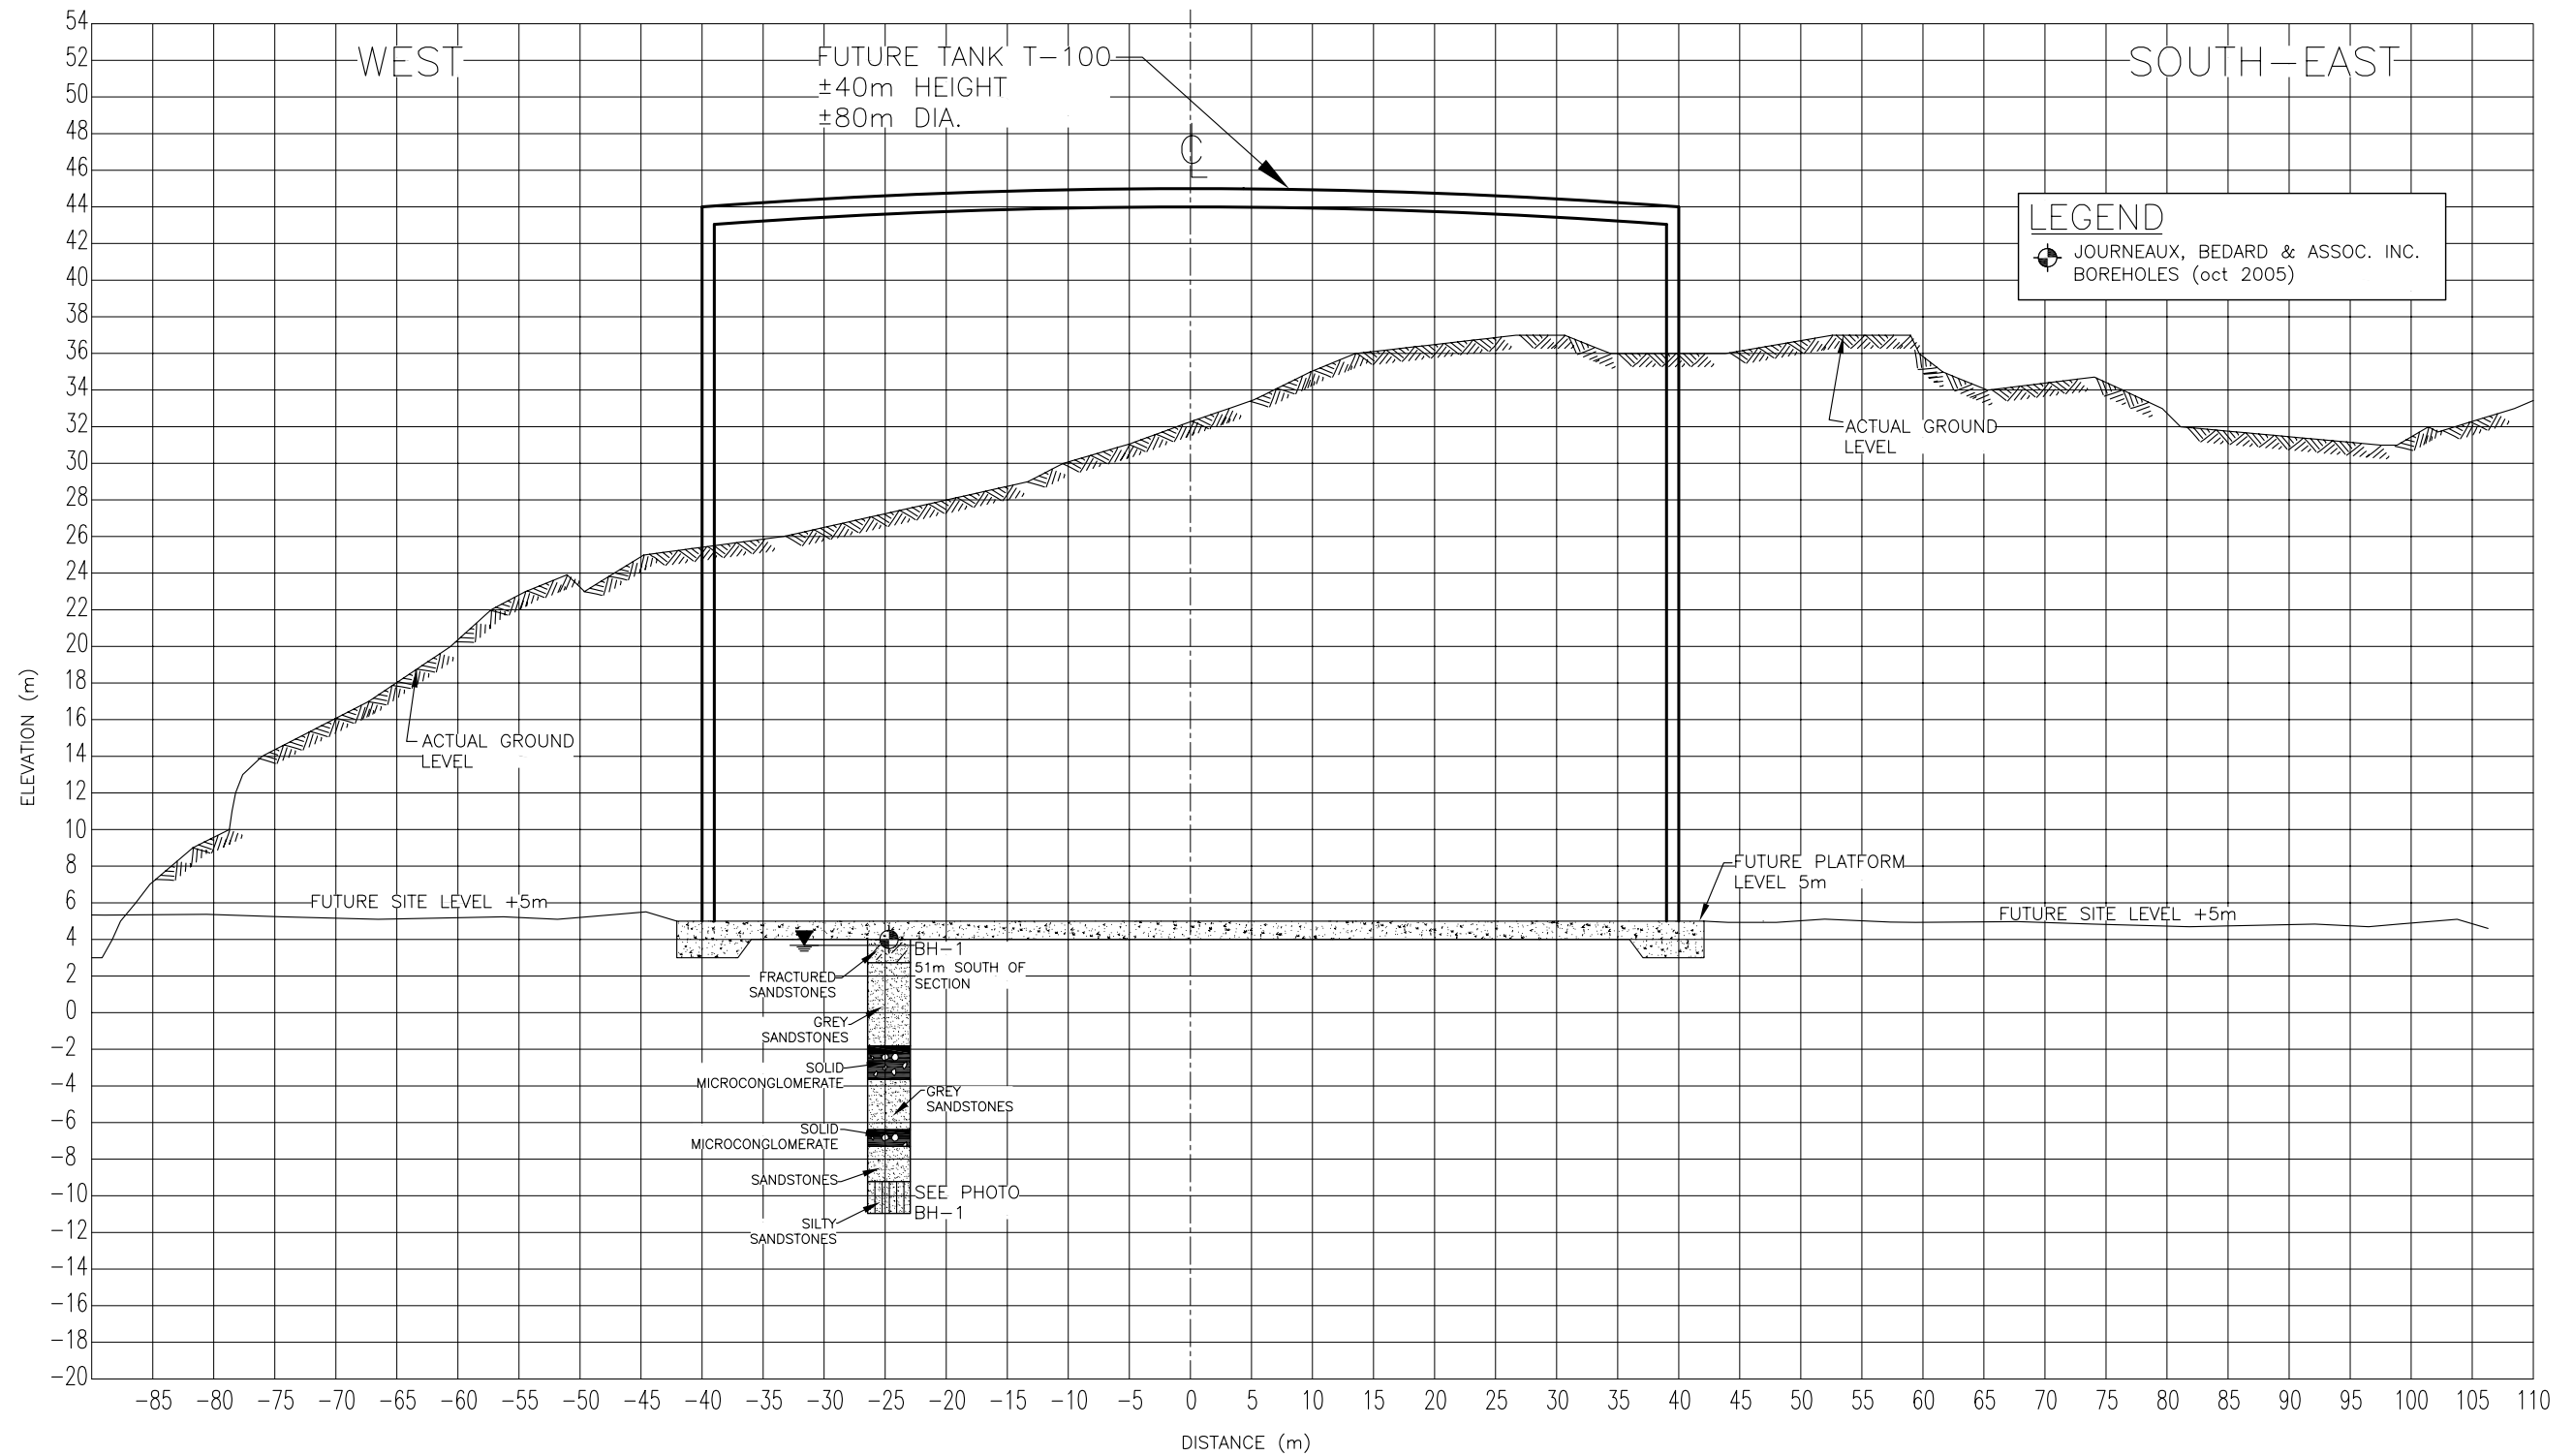 WEST
FUTURE TANK T-100
±40m HEIGHT
±80m DIA.
SOUTH-EAST
CL
LEGEND
JOURNEAUX, BEDARD & ASSOC. INC.
BOREHOLES (oct 2005)
ACTUAL GROUND
LEVEL
ACTUAL GROUND
LEVEL
FUTURE PLATFORM
LEVEL 5m
FUTURE SITE LEVEL +5m
FUTURE SITE LEVEL +5m
BH-1
51m SOUTH OF
SECTION
FRACTURED
SANDSTONES
GREY
SANDSTONES
SOLID
MICROCONGLOMERATE
GREY
SANDSTONES
SOLID
MICROCONGLOMERATE
SANDSTONES
SEE PHOTO
BH-1
SILTY
SANDSTONES
ELEVATION (m)
54
52
50
48
46
44
42
40
38
36
34
32
30
28
26
24
22
20
18
16
14
12
10
8
6
4
2
0
-2
-4
-6
-8
-10
-12
-14
-16
-18
-20
-85 -80 -75 -70 -65 -60 -55 -50 -45 -40 -35 -30 -25 -20 -15 -10 -5 0 5 10 15 20 25 30 35 40 45 50 55 60 65 70 75 80 85 90 95 100 105 110
DISTANCE (m)